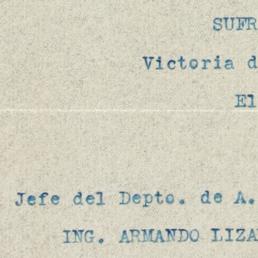 SUFR
Victoria d
El
Jefe del Depto. de A.
ING. ARMANDO LIZA